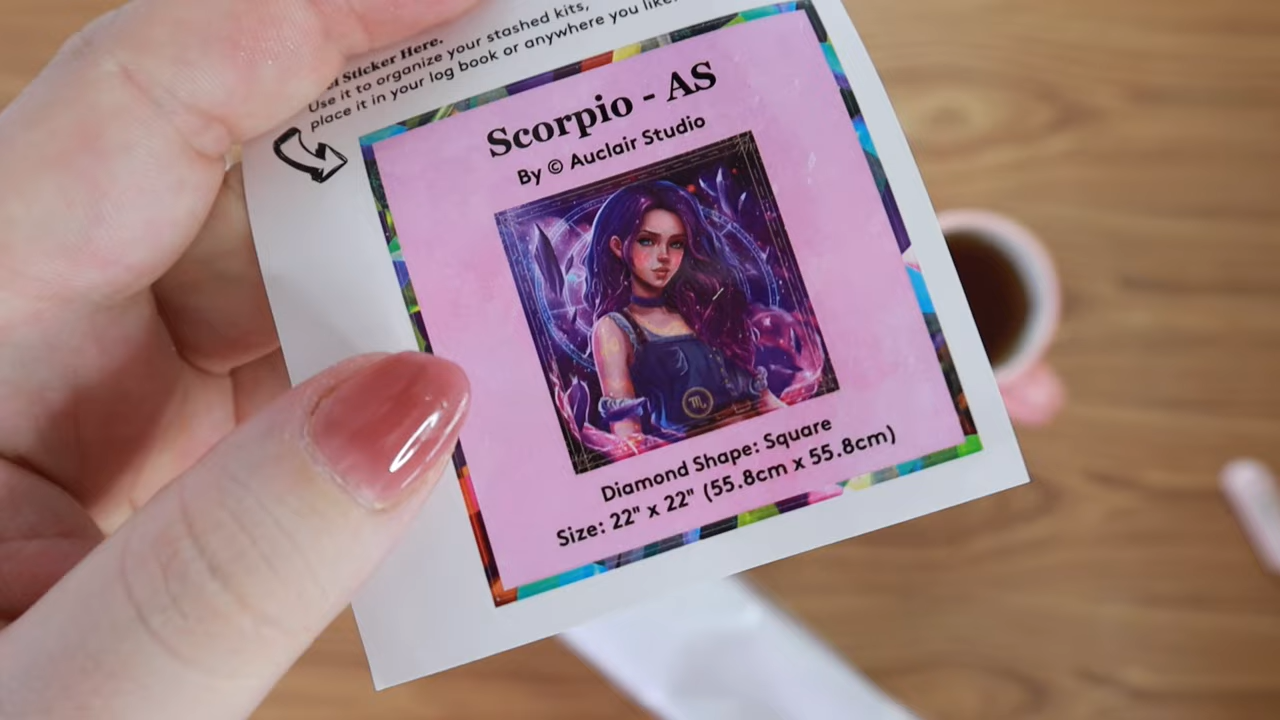 Sticker Here.
Use it to organize your stashed kits,
place it in your log book or anywhere you like.
Scorpio - AS
By © Auclair Studio
Diamond Shape: Square
Size: 22" x 22" (55.8cm x 55.8cm)